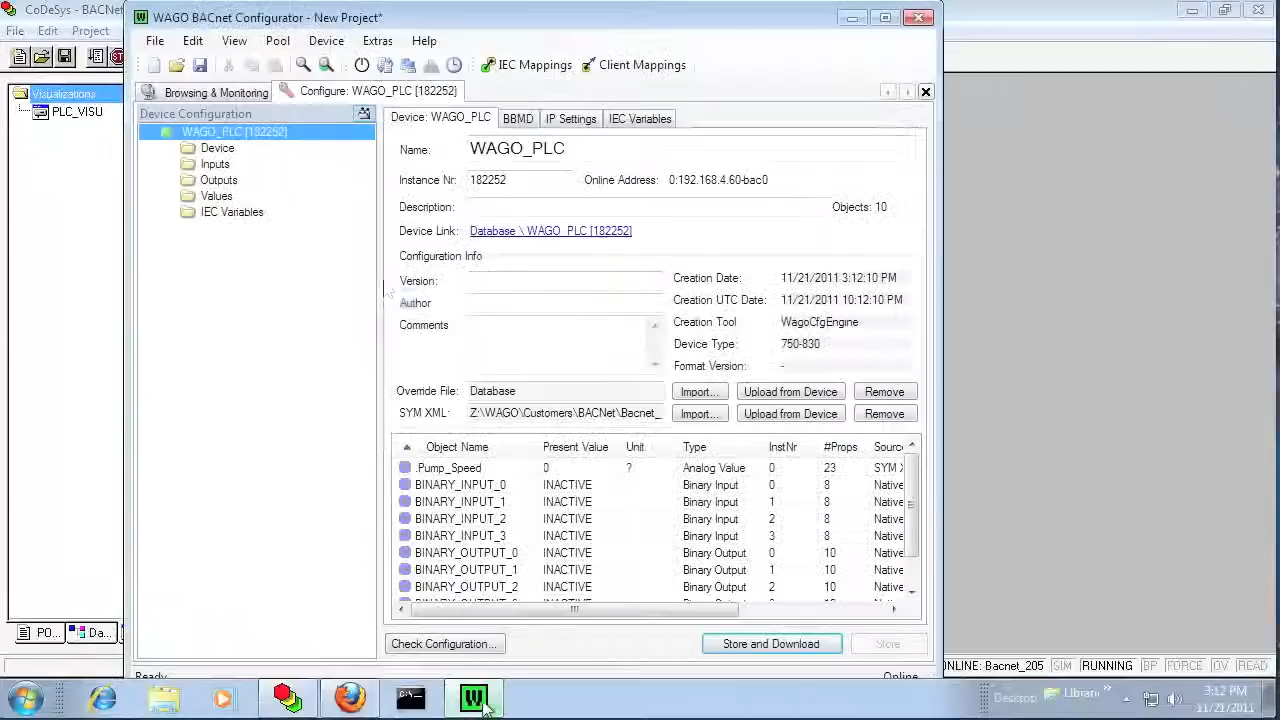 CoDeSys - BACNet
File Edit Project
Visualizations
PLC_VISU
PO...
Da...
WAGO BACnet Configurator - New Project*
File Edit View Pool Device Extras Help
IEC Mappings Client Mappings
Browsing & Monitoring Configure: WAGO_PLC [182252]
Device Configuration
WAGO_PLC [182252]
Device
Inputs
Outputs
Values
IEC Variables
Device: WAGO_PLC BBMD IP Settings IEC Variables
Name: WAGO_PLC
Instance Nr: 182252 Online Address: 0:192.168.4.60-bac0
Description: Objects: 10
Device Link: Database \ WAGO_PLC [182252]
Configuration Info
Version: Creation Date: 11/21/2011 3:12:10 PM
Author Creation UTC Date: 11/21/2011 10:12:10 PM
Comments Creation Tool WagoCfgEngine
Device Type: 750-830
Format Version: -
Override File: Database Import... Upload from Device Remove
SYM XML: Z:\WAGO\Customers\BACNet\Bacnet_ Import... Upload from Device Remove
Object Name Present Value Unit Type InstNr #Props Sourc
.Pump_Speed 0 ? Analog Value 0 23 SYM
BINARY_INPUT_0 INACTIVE Binary Input 0 8 Native
BINARY_INPUT_1 INACTIVE Binary Input 1 8 Native
BINARY_INPUT_2 INACTIVE Binary Input 2 8 Native
BINARY_INPUT_3 INACTIVE Binary Input 3 8 Native
BINARY_OUTPUT_0 INACTIVE Binary Output 0 10 Native
BINARY_OUTPUT_1 INACTIVE Binary Output 1 10 Native
BINARY_OUTPUT_2 INACTIVE Binary Output 2 10 Native
Check Configuration... Store and Download Store
Ready Online
ONLINE: Bacnet_205 SIM RUNNING BP FORCE OV READ
Desktop Librari » 3:12 PM
11/21/2011